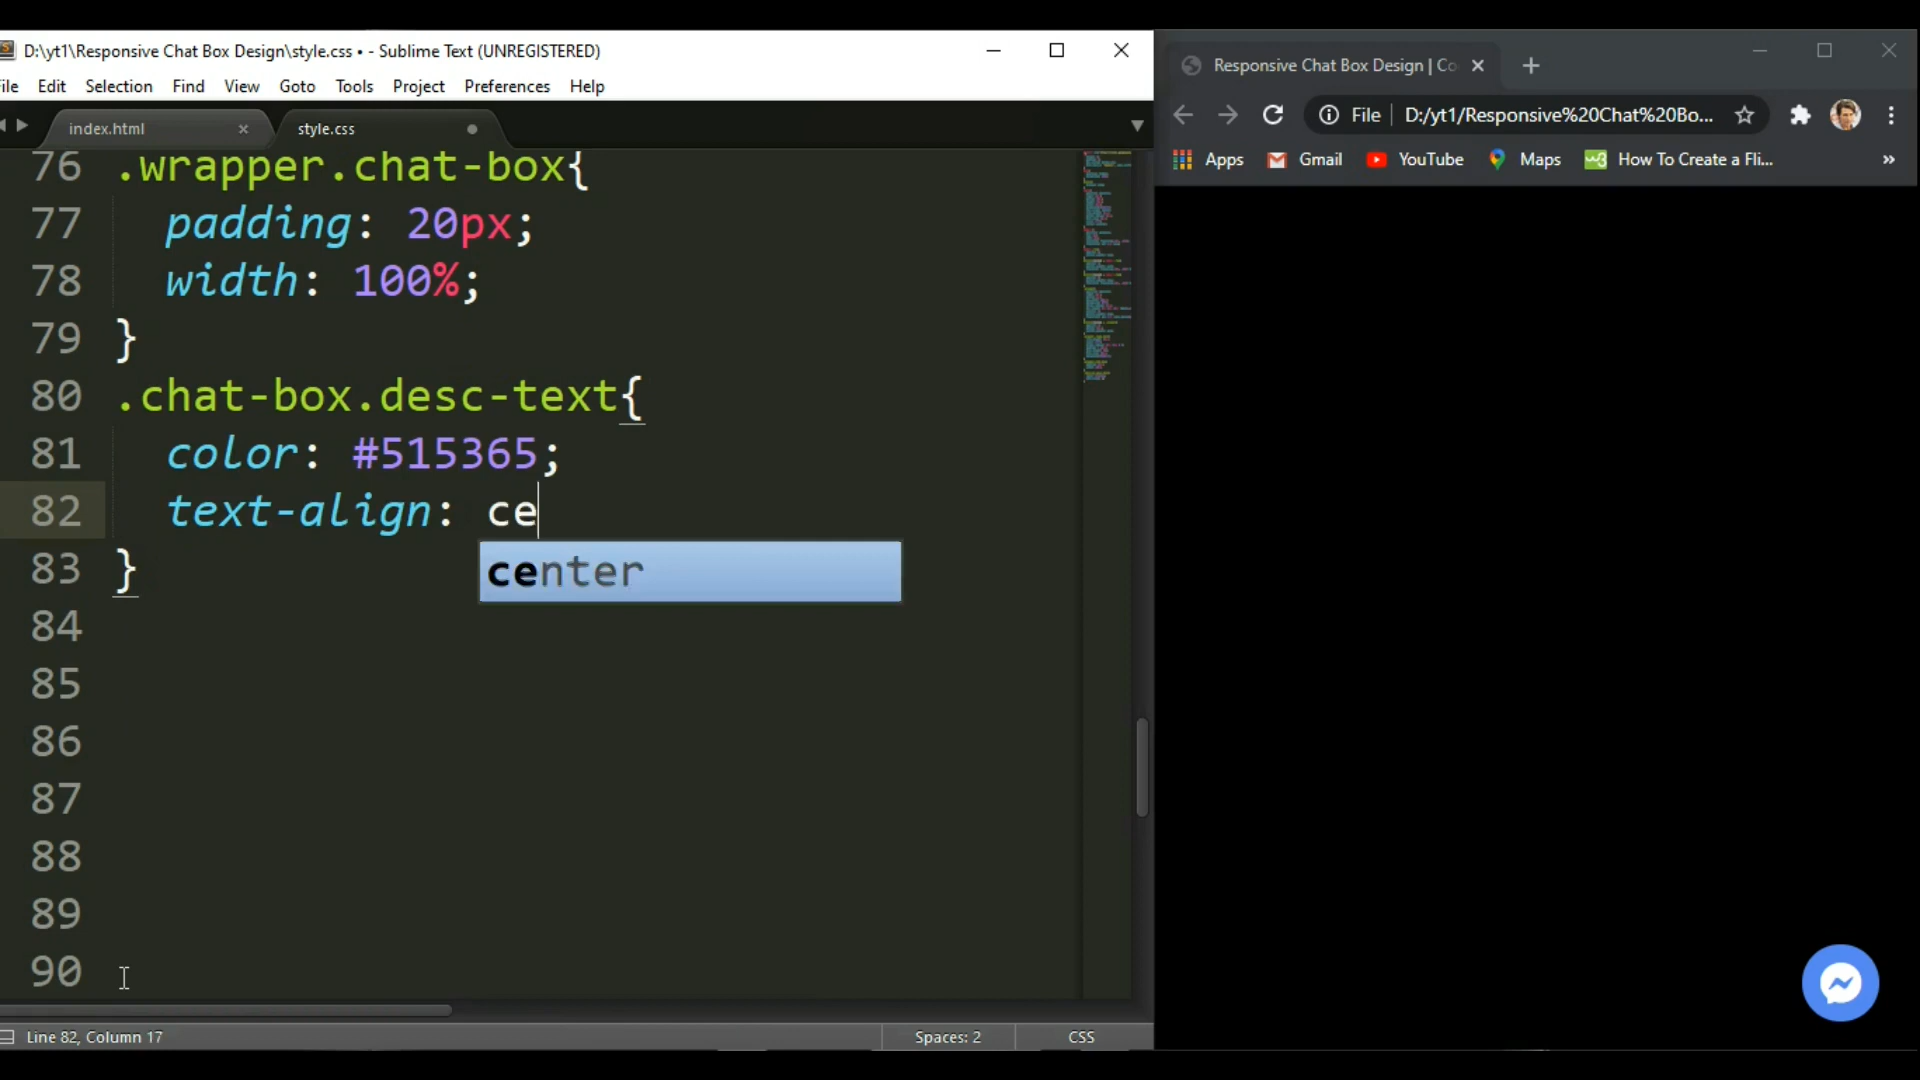 D:\yt1\Responsive Chat Box Design\style.css • - Sublime Text (UNREGISTERED)
ile Edit Selection Find View Goto Tools Project Preferences Help
index.html style.css
76 .wrapper.chat-box{
77 padding: 20px;
78 width: 100%;
79 }
80 .chat-box.desc-text{
81 color: #515365;
82 text-align: ce
center
83 }
84
85
86
87
88
89
90
Line 82, Column 17 Spaces: 2 CSS
Responsive Chat Box Design | Co
File D:/yt1/Responsive%20Chat%20Bo...
Apps Gmail YouTube Maps How To Create a Fli... »